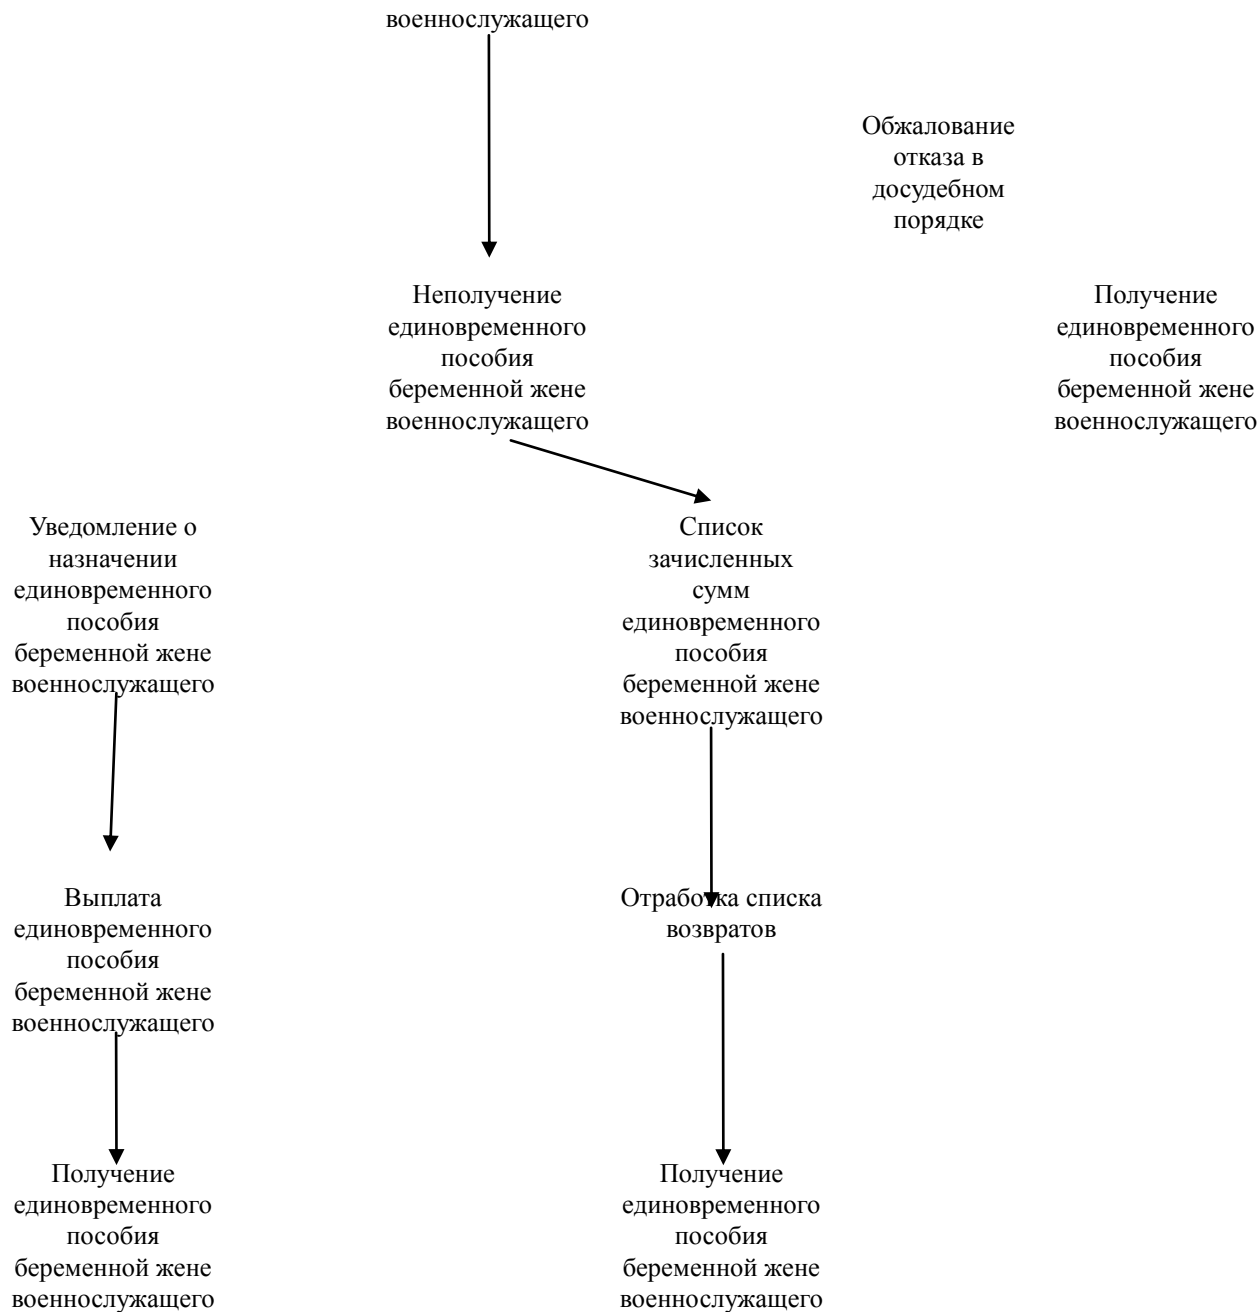 военнослужащего
Обжалование
отказа в
досудебном
порядке
Неполучение
единовременного
пособия
беременной жене
военнослужащего
Получение
единовременного
пособия
беременной жене
военнослужащего
Уведомление о
назначении
единовременного
пособия
беременной жене
военнослужащего
Список
зачисленных
сумм
единовременного
пособия
беременной жене
военнослужащего
Выплата
единовременного
пособия
беременной жене
военнослужащего
Отработка списка
возвратов
Получение
единовременного
пособия
беременной жене
военнослужащего
Получение
единовременного
пособия
беременной жене
военнослужащего